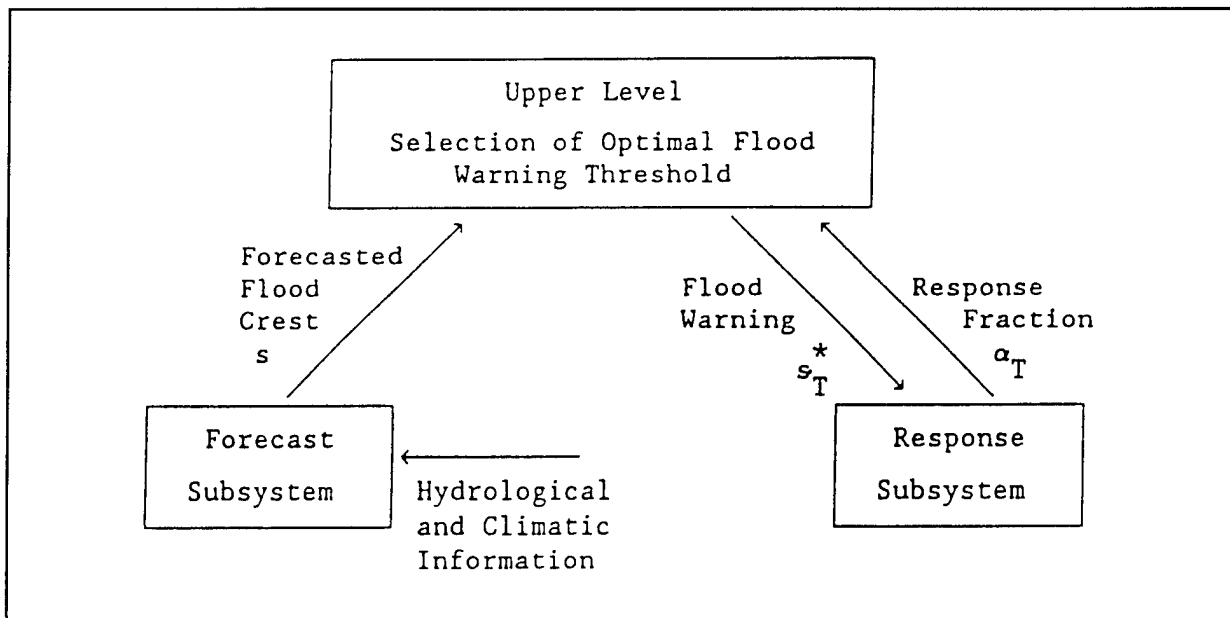 Upper Level
Selection of Optimal Flood
Warning Threshold
Forecasted
Flood
Crest
s
Flood
Warning
s*T
Response
Fraction
αT
Forecast
Subsystem
Hydrological
and Climatic
Information
Response
Subsystem